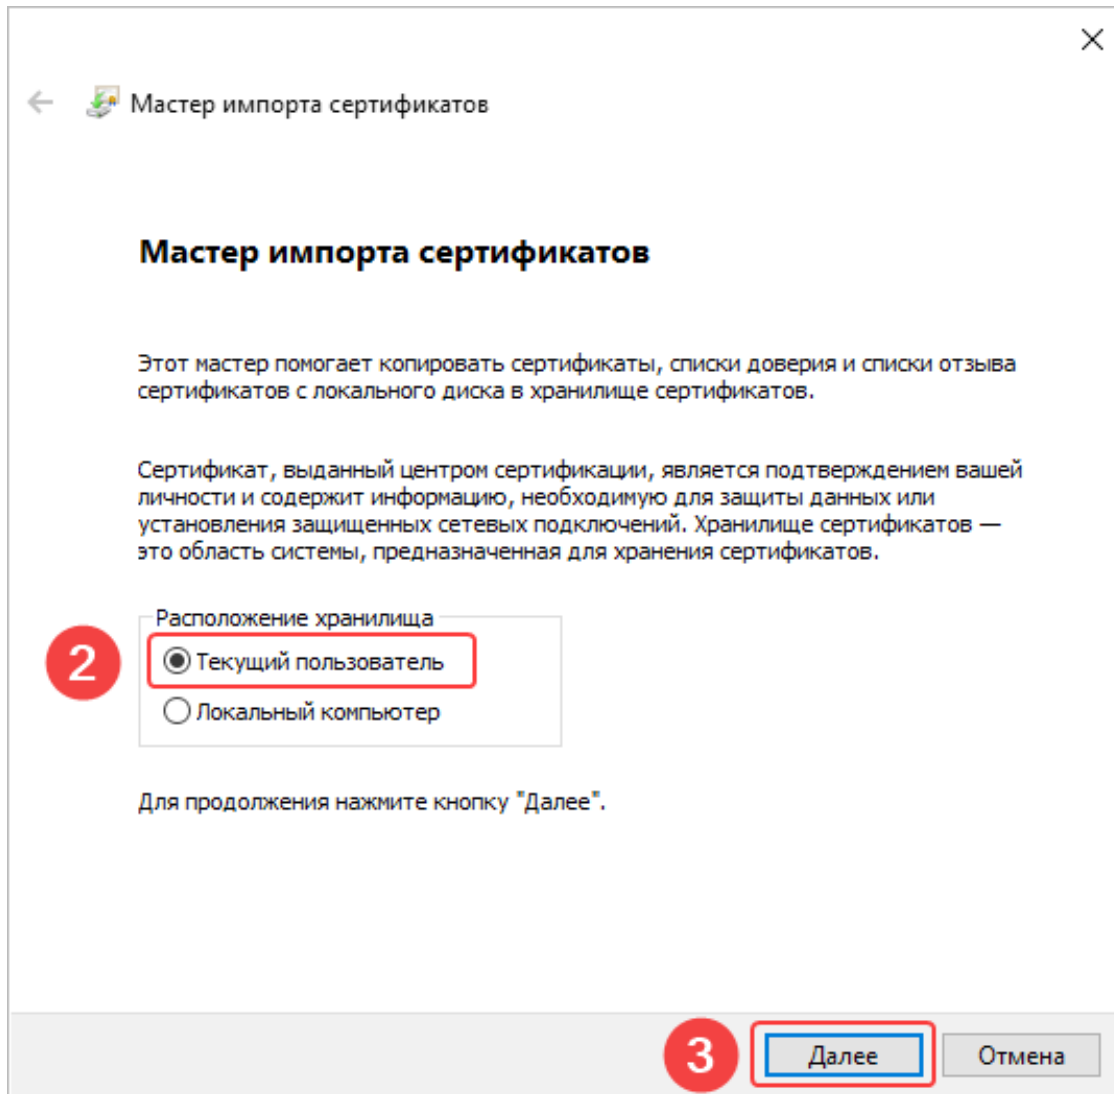 Мастер импорта сертификатов
Мастер импорта сертификатов
Этот мастер помогает копировать сертификаты, списки доверия и списки отзыва
сертификатов с локального диска в хранилище сертификатов.
Сертификат, выданный центром сертификации, является подтверждением вашей
личности и содержит информацию, необходимую для защиты данных или
установления защищенных сетевых подключений. Хранилище сертификатов —
это область системы, предназначенная для хранения сертификатов.
Расположение хранилища
2
Текущий пользователь
Локальный компьютер
Для продолжения нажмите кнопку "Далее".
3
Далее
Отмена